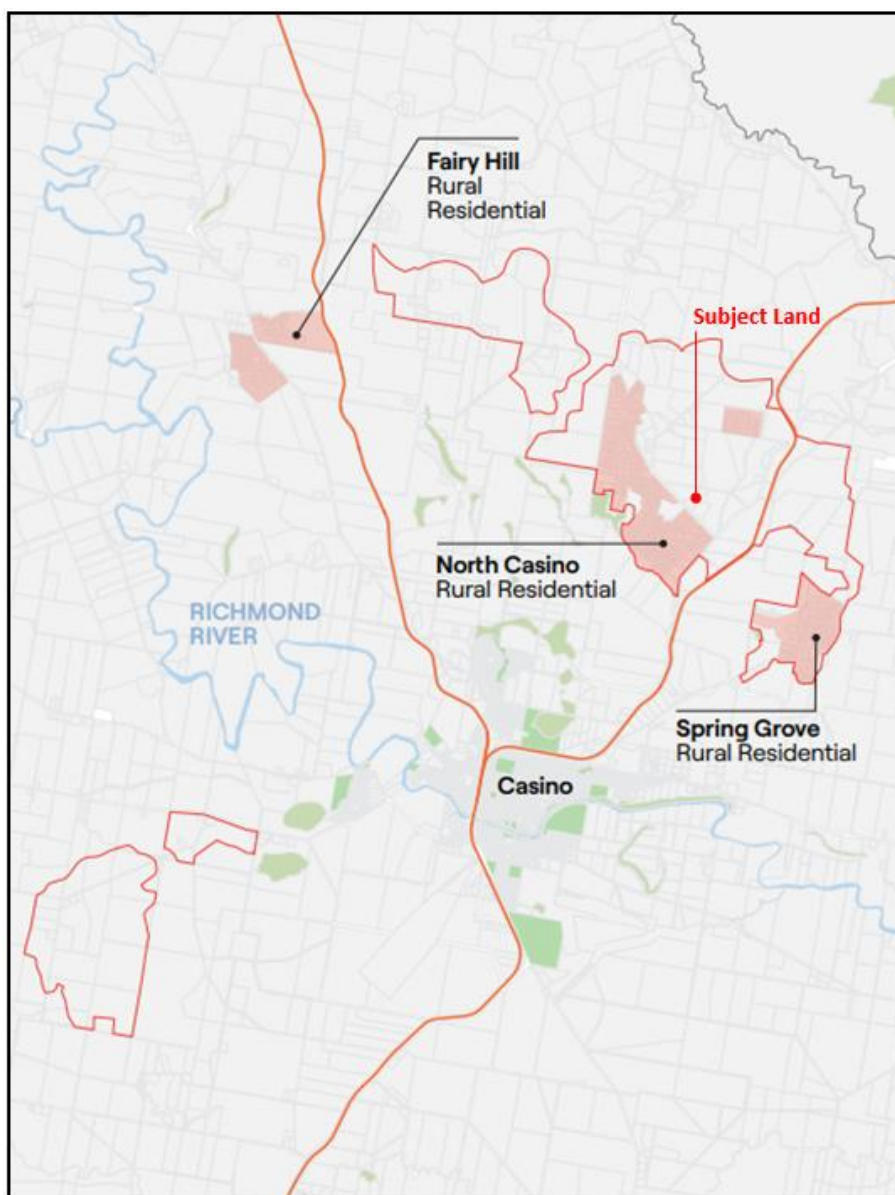 Fairy Hill
Rural
Residential
Subject Land
North Casino
Rural Residential
RICHMOND
RIVER
Spring Grove
Rural Residential
Casino